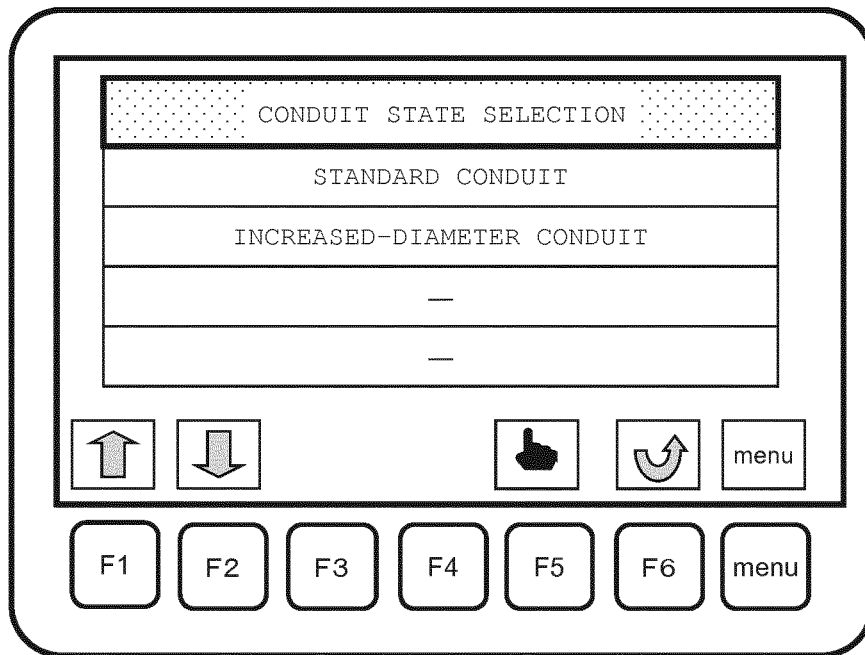 CONDUIT STATE SELECTION
STANDARD CONDUIT
INCREASED-DIAMETER CONDUIT
—
—
menu
F1 F2 F3 F4 F5 F6 menu